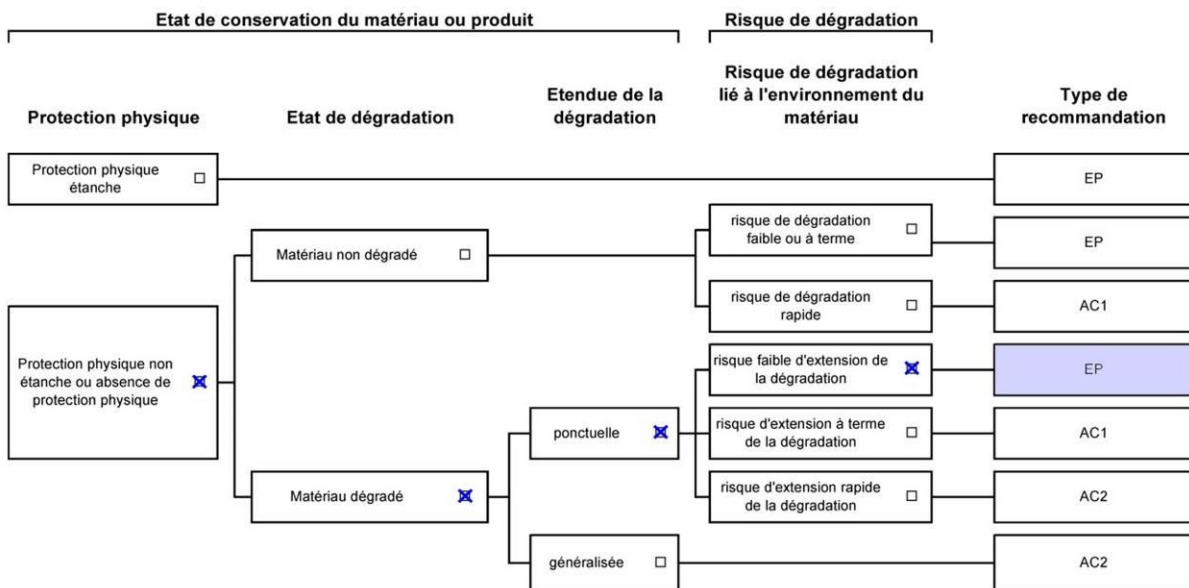 Etat de conservation du matériau ou produit
Risque de dégradation
Protection physique
Etat de dégradation
Etendue de la
dégradation
Risque de dégradation
lié à l'environnement du
matériau
Type de
recommandation
Protection physique
étanche
EP
Matériau non dégradé
risque de dégradation
faible ou à terme
EP
risque de dégradation
rapide
AC1
Protection physique non
étanche ou absence de
protection physique
risque faible d'extension de
la dégradation
EP
ponctuelle
risque d'extension à terme
de la dégradation
AC1
Matériau dégradé
risque d'extension rapide
de la dégradation
AC2
généralisée
AC2